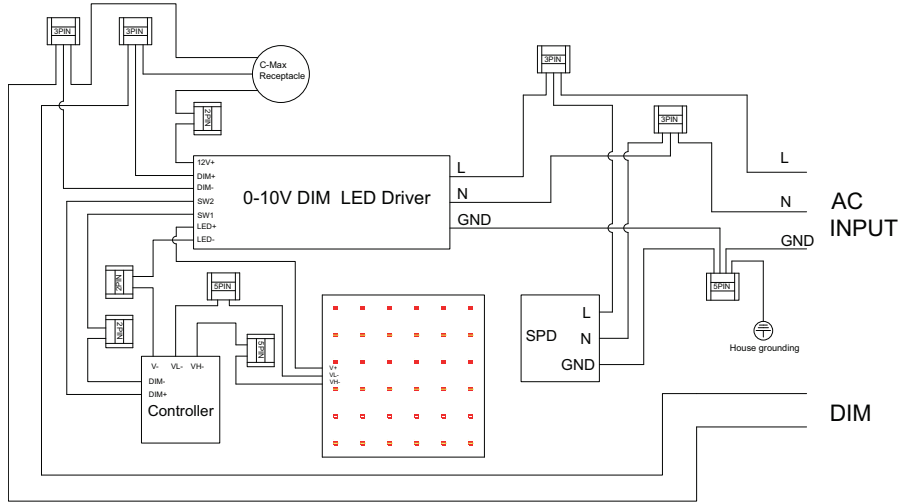 3PIN
3PIN
C-Max
Receptacle
2PIN
3PIN
3PIN
12V+
DIM+
DIM-
SW2
SW1
LED+
LED-
0-10V DIM LED Driver
L
N
GND
L
N
GND
AC
INPUT
2PIN
2PIN
5PIN
5PIN
5PIN
V-
VL-
VH-
DIM-
DIM+
Controller
V+
VL-
VH-
SPD
L
N
GND
House grounding
DIM